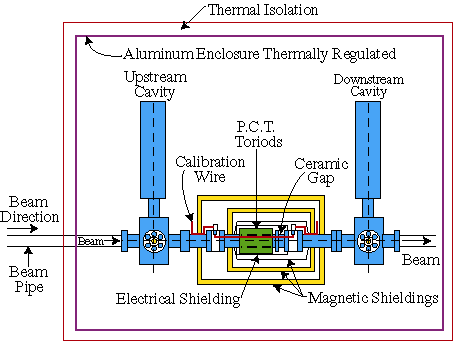 Thermal Isolation
Aluminum Enclosure Thermally Regulated
Upstream
Cavity
Downstream
Cavity
P.C.T.
Toriods
Calibration
Wire
Ceramic
Gap
Beam
Direction
Beam
Beam
Beam
Pipe
Electrical Shielding
Magnetic Shieldings